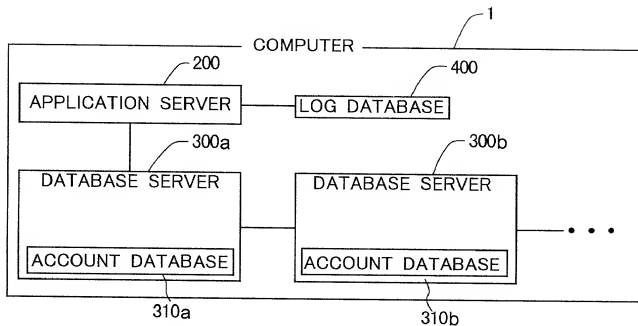 1
COMPUTER
200
400
APPLICATION SERVER
LOG DATABASE
300a
300b
DATABASE SERVER
DATABASE SERVER
ACCOUNT DATABASE
ACCOUNT DATABASE
310a
310b